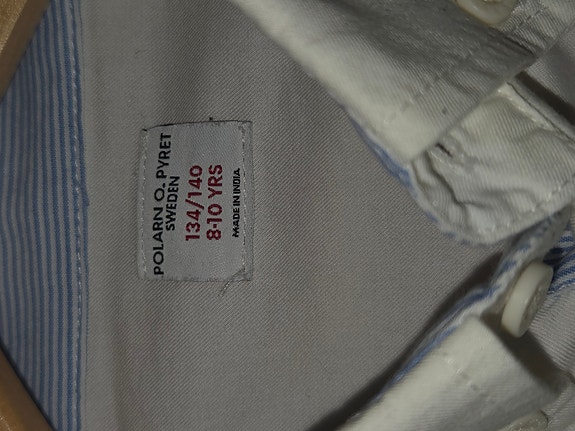 POLARN O. PYRET
SWEDEN
134/140
8-10 YRS
MADE IN INDIA